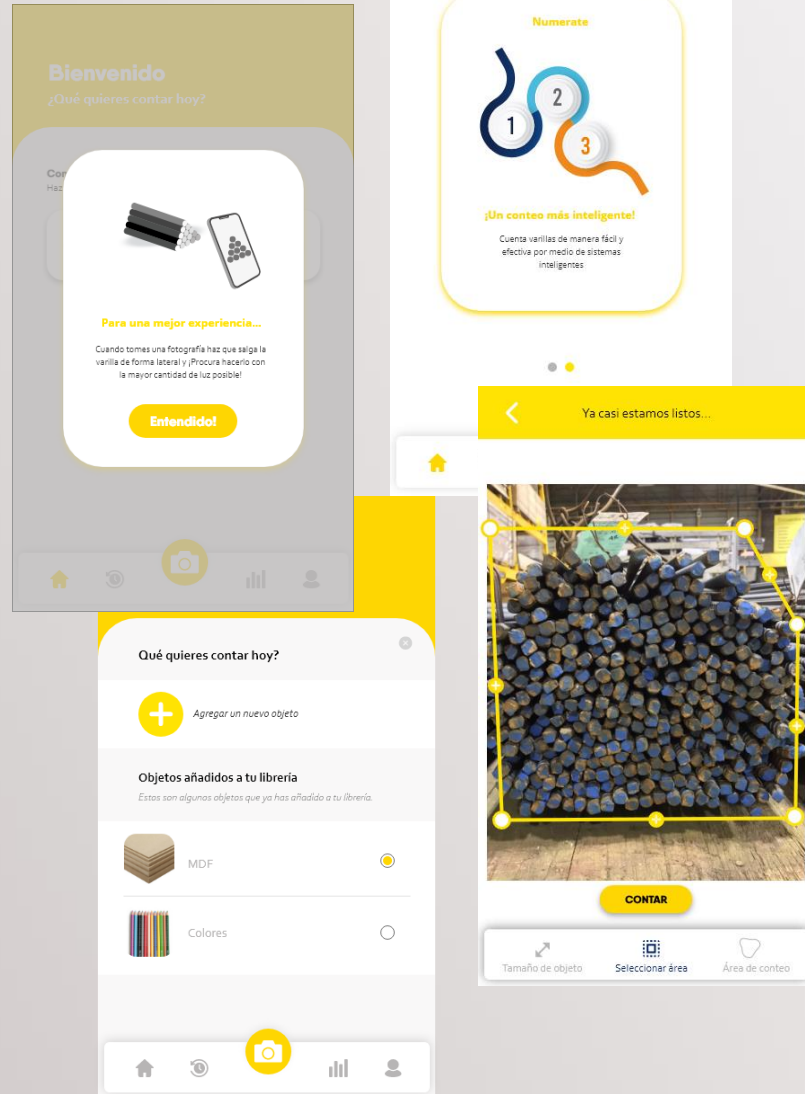 Bienvenido
¿Qué quieres contar hoy?
Para una mejor experiencia...
Cuando tomes una fotografía haz que salga la
varilla de forma lateral y ¡Procura hacerlo con
la mayor cantidad de luz posible!
Entendido!
Numerate
1
2
3
¡Un conteo más inteligente!
Cuenta varillas de manera fácil y
efectiva por medio de sistemas
inteligentes
Ya casi estamos listos...
CONTAR
Tamaño de objeto
Seleccionar área
Área de conteo
Qué quieres contar hoy?
Agregar un nuevo objeto
Objetos añadidos a tu librería
Estos son algunos objetos que ya has añadido a tu librería.
MDF
Colores